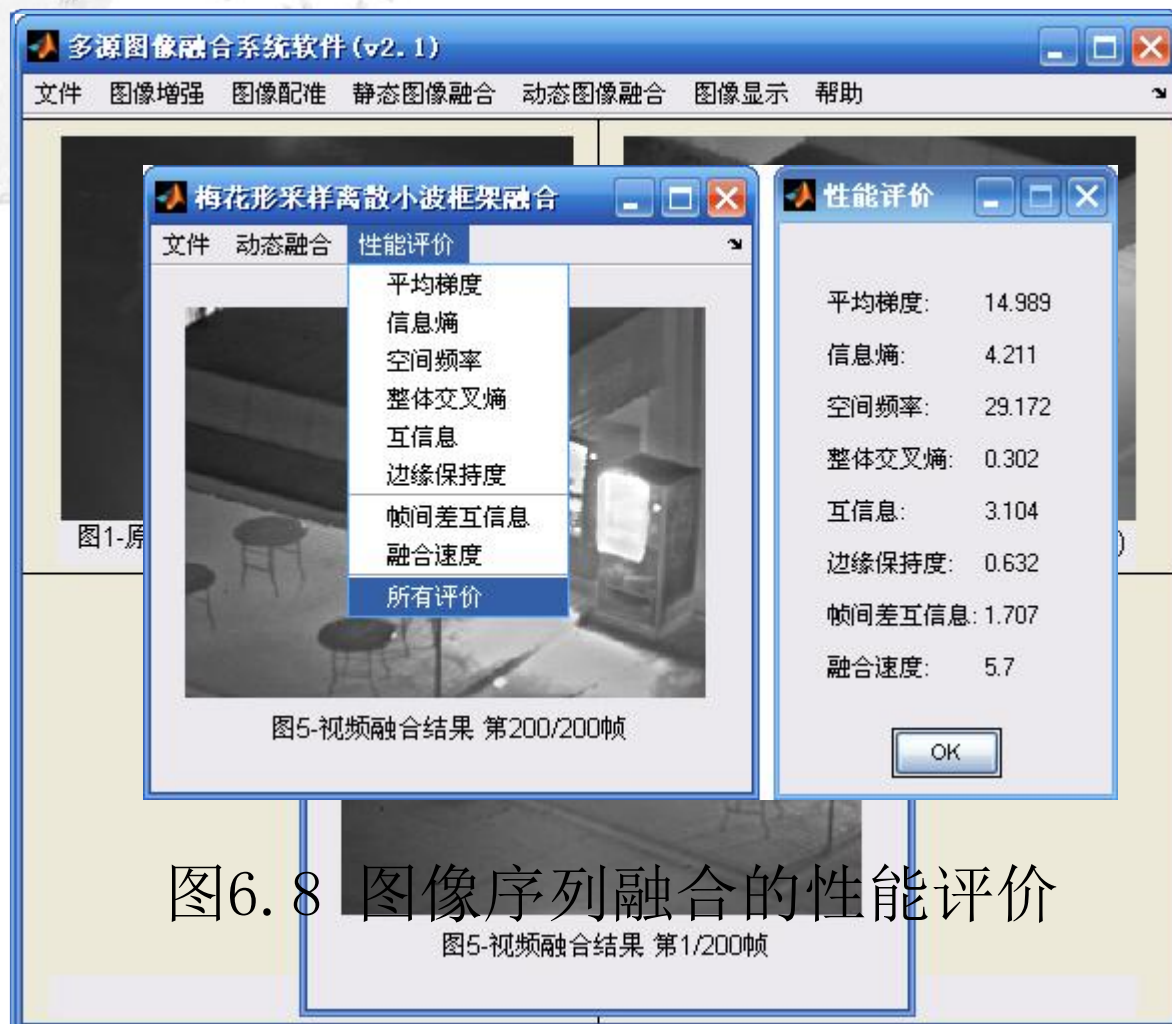 多源图像融合系统软件(v2.1)
文件 图像增强 图像配准 静态图像融合 动态图像融合 图像显示 帮助
梅花形采样离散小波框架融合
文件 动态融合 性能评价
平均梯度
信息熵
空间频率
整体交叉熵
互信息
边缘保持度
帧间差互信息
融合速度
所有评价
图5-视频融合结果 第200/200帧
性能评价
平均梯度: 14.989
信息熵: 4.211
空间频率: 29.172
整体交叉熵: 0.302
互信息: 3.104
边缘保持度: 0.632
帧间差互信息: 1.707
融合速度: 5.7
OK
图1-原
图6.8 图像序列融合的性能评价
图5-视频融合结果 第1/200帧